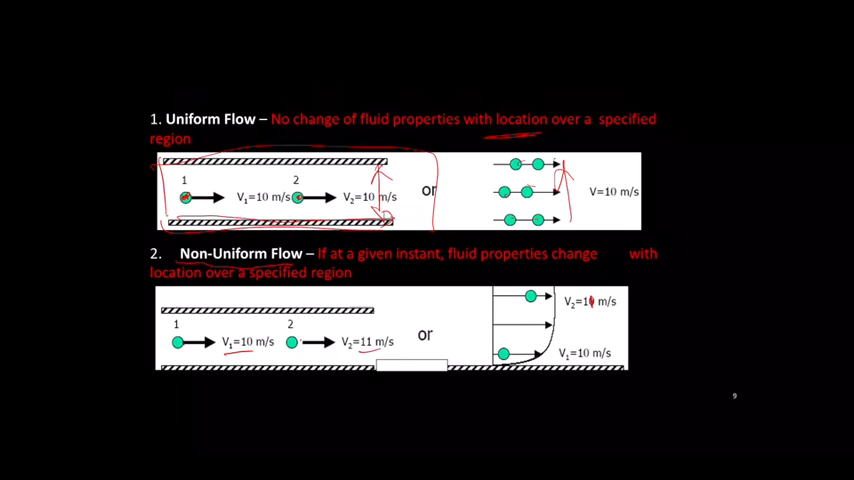 1. Uniform Flow – No change of fluid properties with location over a specified
region
1 2
V1=10 m/s V2=10 m/s or V=10 m/s
2. Non-Uniform Flow – If at a given instant, fluid properties change with
location over a specified region
V2= m/s
1 2 or
V1=10 m/s V2=11 m/s V1=10 m/s
9